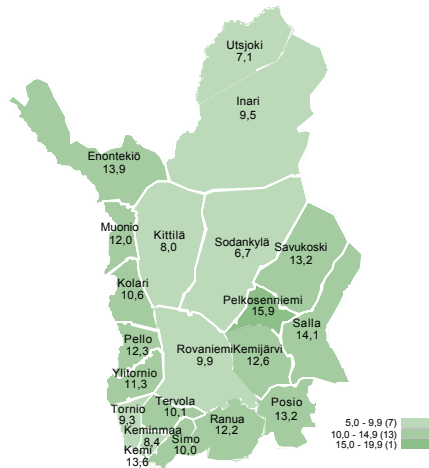 Utsjoki
7,1
Inari
9,5
Enontekiö
13,9
Muonio
12,0
Kittilä
8,0
Sodankylä
6,7
Savukoski
13,2
Kolari
10,6
Pelkosenniemi
15,9
Salla
14,1
Pello
12,3
Rovaniemi
9,9
Kemijärvi
12,6
Ylitornio
11,3
Tornio
9,3
Tervola
10,1
Posio
13,2
Ranua
12,2
Keminmaa
8,4
Simo
10,0
Kemi
13,6
5,0 - 9,9 (7)
10,0 - 14,9 (13)
15,0 - 19,9 (1)